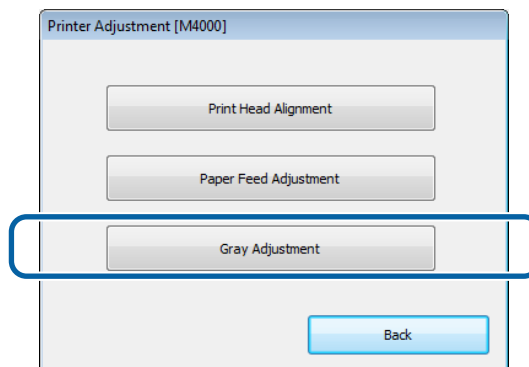 Printer Adjustment [M4000]
Print Head Alignment
Paper Feed Adjustment
Gray Adjustment
Back